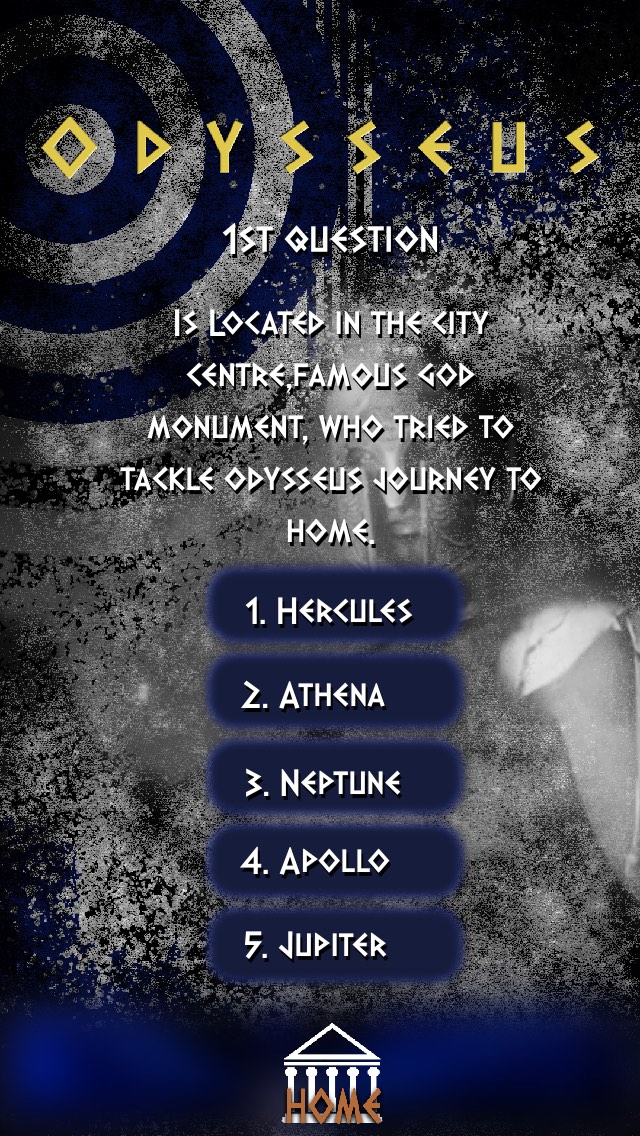 ODYSSEUS
1ST QUESTION
IS LOCATED IN THE CITY
CENTRE,FAMOUS GOD
MONUMENT, WHO TRIED TO
TACKLE ODYSSEUS JOURNEY TO
HOME.
1. HERCULES
2. ATHENA
3. NEPTUNE
4. APOLLO
5. JUPITER
HOME